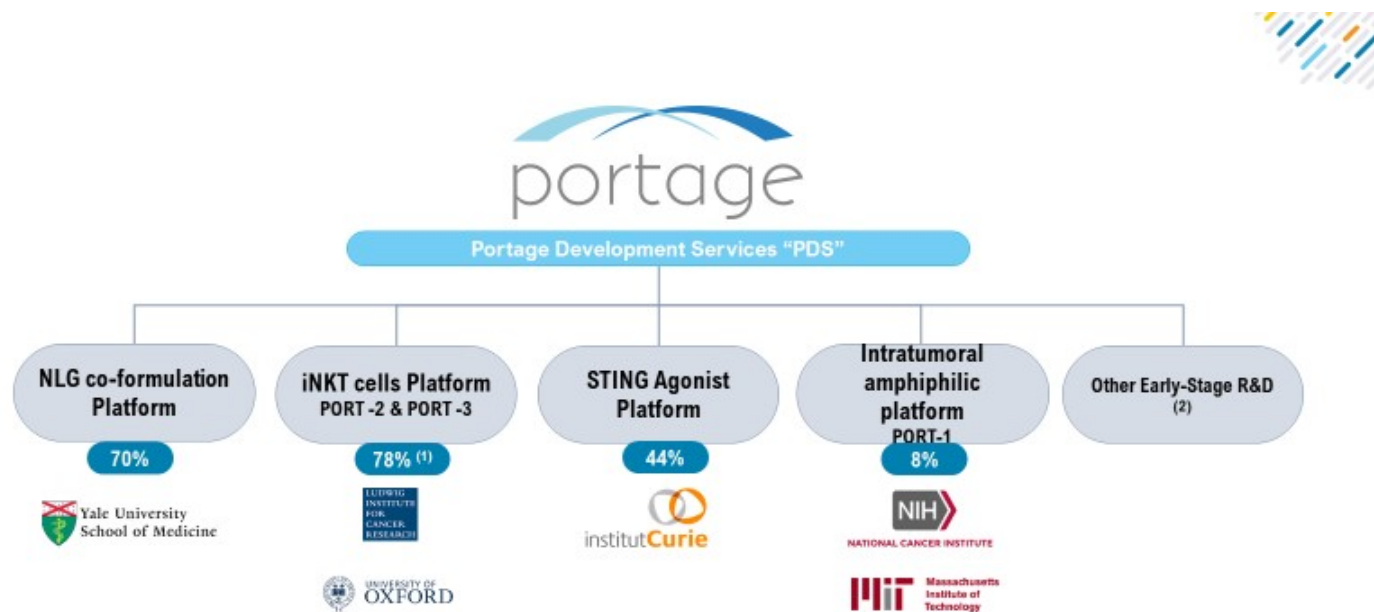 portage
Portage Development Services “PDS”
NLG co-formulation
Platform
70%
Yale University
School of Medicine
iNKT cells Platform
PORT -2 & PORT -3
78% (1)
LUDWIG
INSTITUTE
FOR
CANCER
RESEARCH
UNIVERSITY OF
OXFORD
STING Agonist
Platform
44%
institutCurie
Intratumoral
amphiphilic
platform
PORT-1
8%
NIH
NATIONAL CANCER INSTITUTE
MIT
Massachusetts
Institute of
Technology
Other Early-Stage R&D
(2)